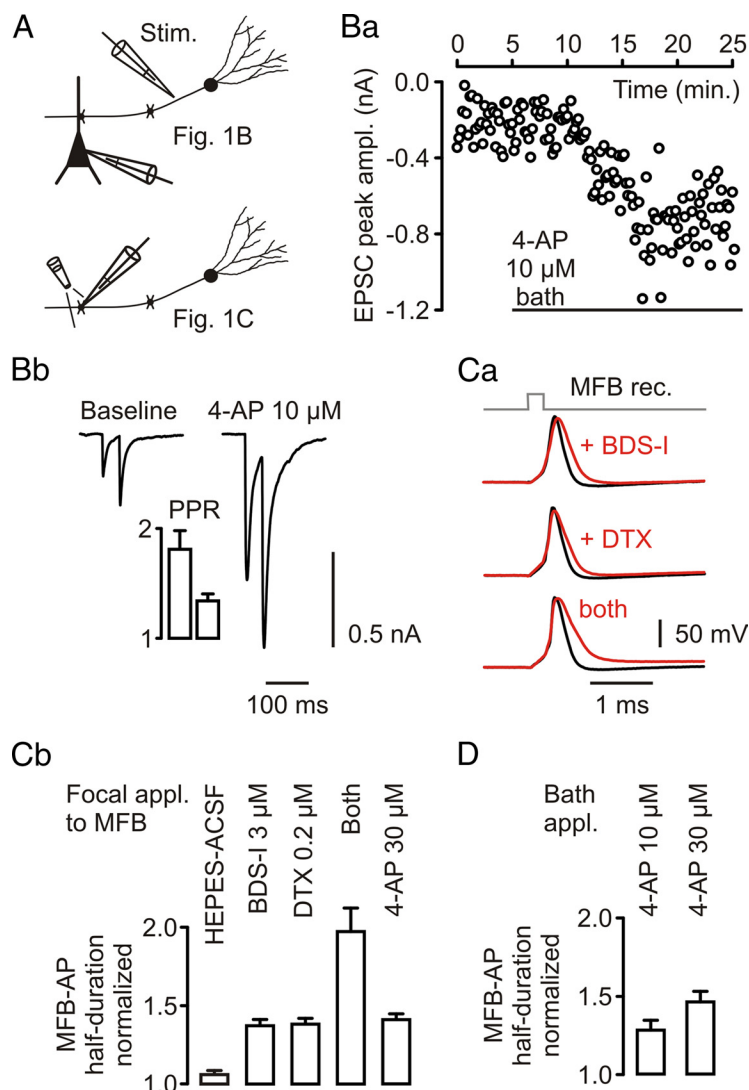 A
Stim.
Fig. 1B
Fig. 1C
Ba
0 5 10 15 20 25
Time (min.)
EPSC peak ampl. (nA)
0.0
-0.4
-0.8
-1.2
4-AP
10 µM
bath
Bb
Baseline
4-AP 10 µM
PPR
2
1
0.5 nA
100 ms
Ca
MFB rec.
+ BDS-I
+ DTX
both
50 mV
1 ms
Cb
Focal appl.
to MFB
HEPES-ACSF
BDS-I 3 µM
DTX 0.2 µM
Both
4-AP 30 µM
MFB-AP
half-duration
normalized
2.0
1.5
1.0
D
Bath
appl.
4-AP 10 µM
4-AP 30 µM
MFB-AP
half-duration
normalized
2.0
1.5
1.0